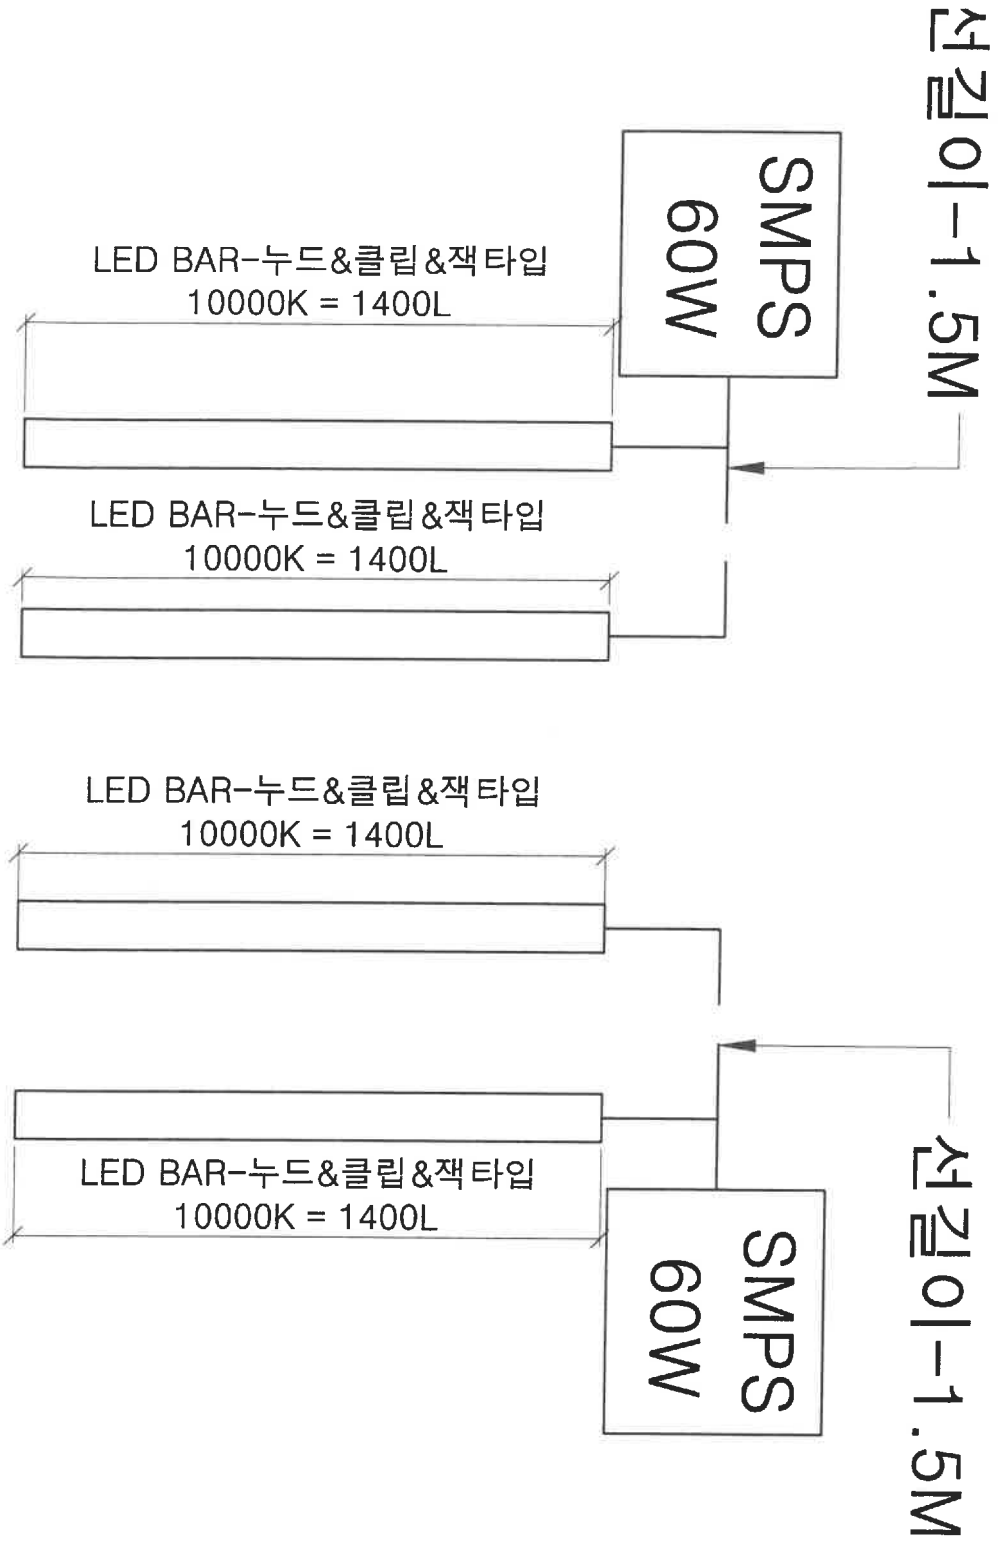 선길이-1.5M
SMPS
60W
LED BAR-누드&클립&잭타입
10000K = 1400L
LED BAR-누드&클립&잭타입
10000K = 1400L
LED BAR-누드&클립&잭타입
10000K = 1400L
LED BAR-누드&클립&잭타입
10000K = 1400L
SMPS
60W
선길이-1.5M